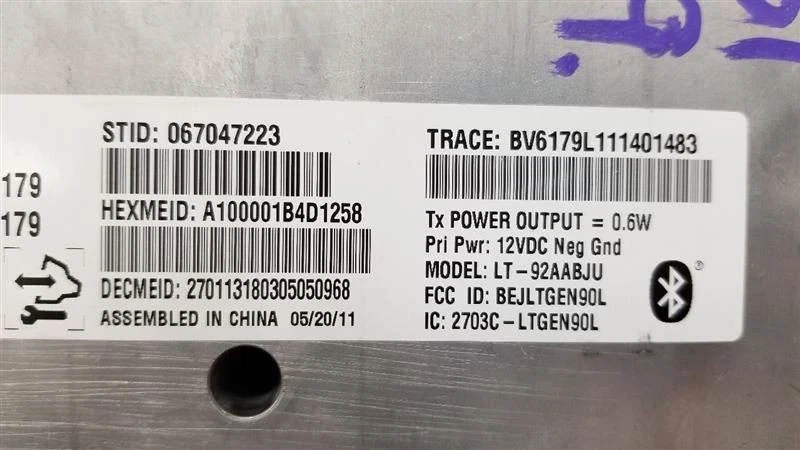 STID: 067047223
179
HEXMEID: A100001B4D1258
179
DECMEID: 270113180305050968
ASSEMBLED IN CHINA 05/20/11
TRACE: BV6179L111401483
Tx POWER OUTPUT = 0.6W
Pri Pwr: 12VDC Neg Gnd
MODEL: LT-92AABJU
FCC ID: BEJLTGEN90L
IC: 2703C-LTGEN90L
®